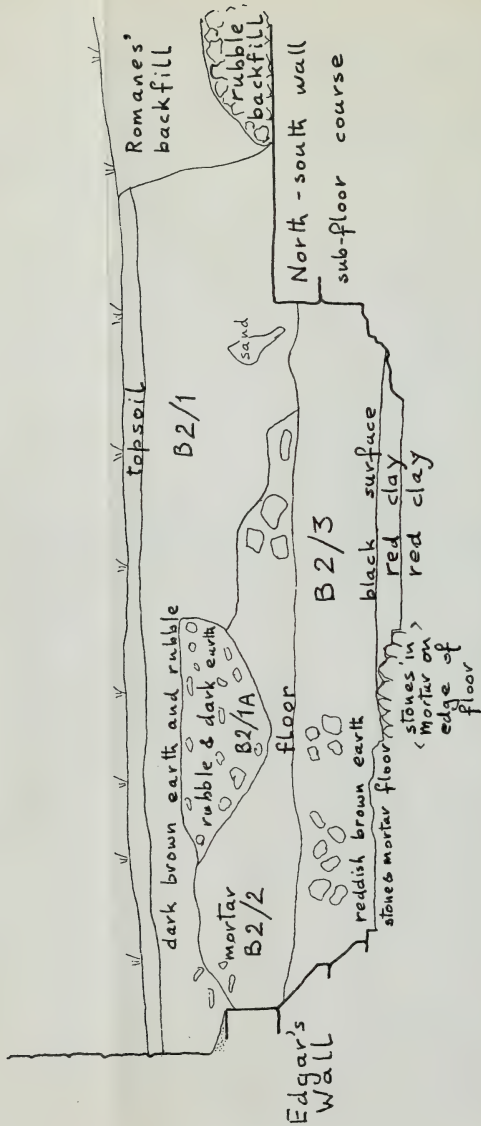 Romanes'
backfill
rubble
backfill
topsoil
B2/1
dark brown earth and rubble
rubble & dark earth
B2/1A
sand
North-south wall
sub-floor course
mortar
B2/2
floor
B2/3
Edgar's
Wall
reddish brown earth
black surface
stone & mortar floor
red clay
red clay
<stones in>
mortar on
edge of
floor